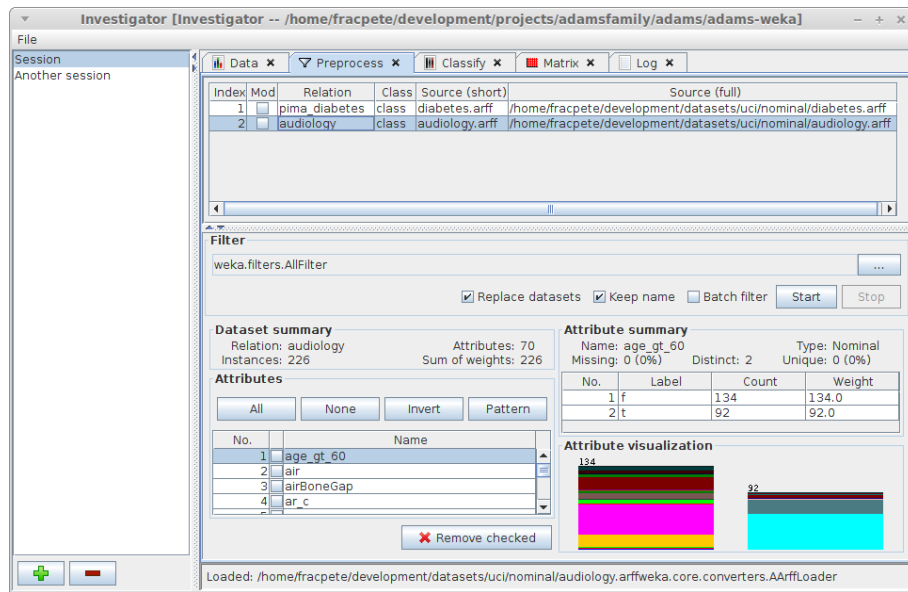 Investigator [Investigator -- /home/fracpete/development/projects/adamsfamily/adams/adams-weka]
File
Session
Another session
Data
Preprocess
Classify
Matrix
Log
Index Mod Relation Class Source (short) Source (full)
1 pima_diabetes class diabetes.arff /home/fracpete/development/datasets/uci/nominal/diabetes.arff
2 audiology class audiology.arff /home/fracpete/development/datasets/uci/nominal/audiology.arff
Filter
weka.filters.AllFilter
...
Replace datasets Keep name Batch filter Start Stop
Dataset summary
Relation: audiology Attributes: 70
Instances: 226 Sum of weights: 226
Attributes
All None Invert Pattern
No. Name
1 age_gt_60
2 air
3 airBoneGap
4 ar_c
Remove checked
Attribute summary
Name: age_gt_60 Type: Nominal
Missing: 0 (0%) Distinct: 2 Unique: 0 (0%)
No. Label Count Weight
1 f 134 134.0
2 t 92 92.0
Attribute visualization
134
92
Loaded: /home/fracpete/development/datasets/uci/nominal/audiology.arffweka.core.converters.AArffLoader